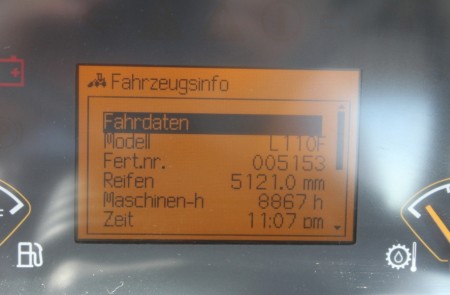 Fahrzeugsinfo
Fahrdaten
Modell L110F
Fert.nr. 005153
Reifen 5121.0 mm
Maschinen-h 8867 h
Zeit 11:07 pm